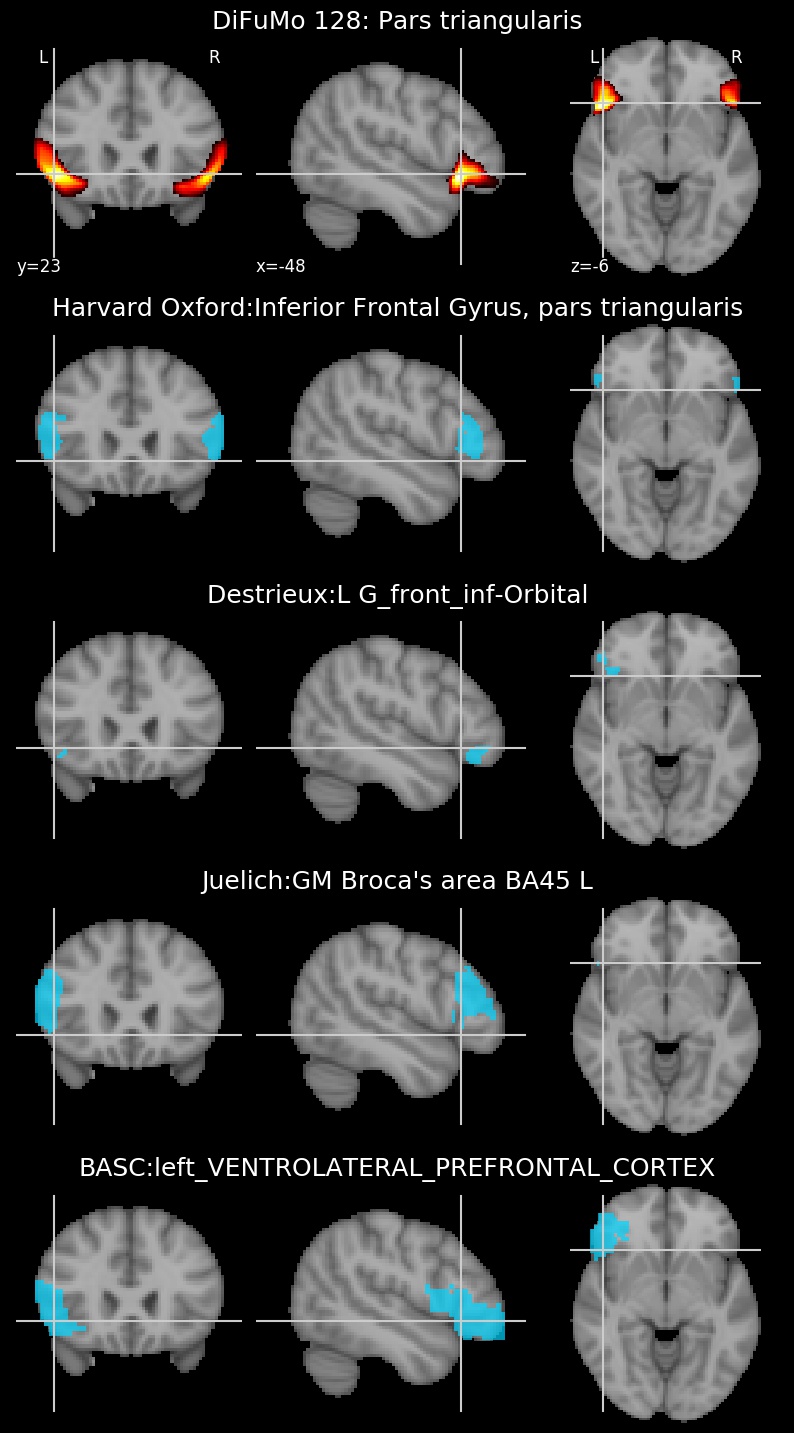 DiFuMo 128: Pars triangularis
L R L R
y=23 x=-48 z=-6
Harvard Oxford:Inferior Frontal Gyrus, pars triangularis
Destrieux:L G_front_inf-Orbital
Juelich:GM Broca's area BA45 L
BASC:left_VENTROLATERAL_PREFRONTAL_CORTEX